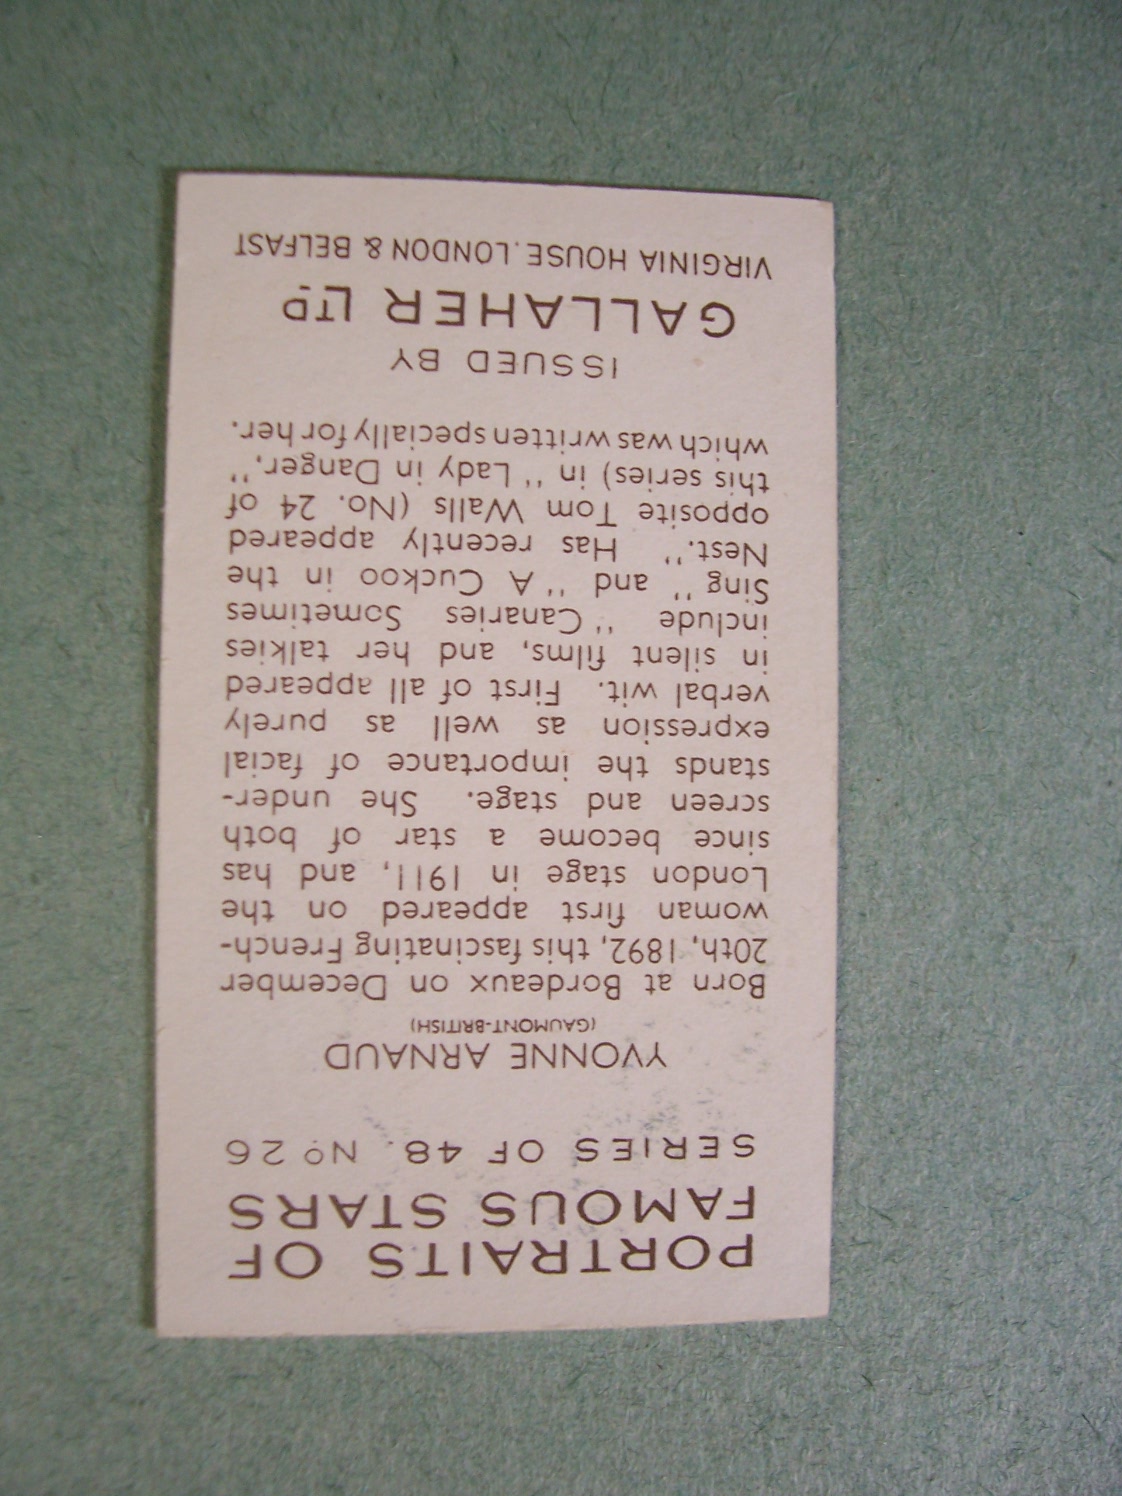 PORTRAITS OF
FAMOUS STARS
SERIES OF 48. No 26
YVONNE ARNAUD
(GAUMONT-BRITISH)
Born at Bordeaux on December
20th, 1892, this fascinating French-
woman first appeared on the
London stage in 1911, and has
since become a star of both
screen and stage. She under-
stands the importance of facial
expression as well as purely
verbal wit. First of all appeared
in silent films, and her talkies
include "Canaries Sometimes
Sing" and "A Cuckoo in the
Nest." Has recently appeared
opposite Tom Walls (No. 24 of
this series) in "Lady in Danger,"
which was written specially for her.
ISSUED BY
GALLAHER LTD
VIRGINIA HOUSE, LONDON & BELFAST